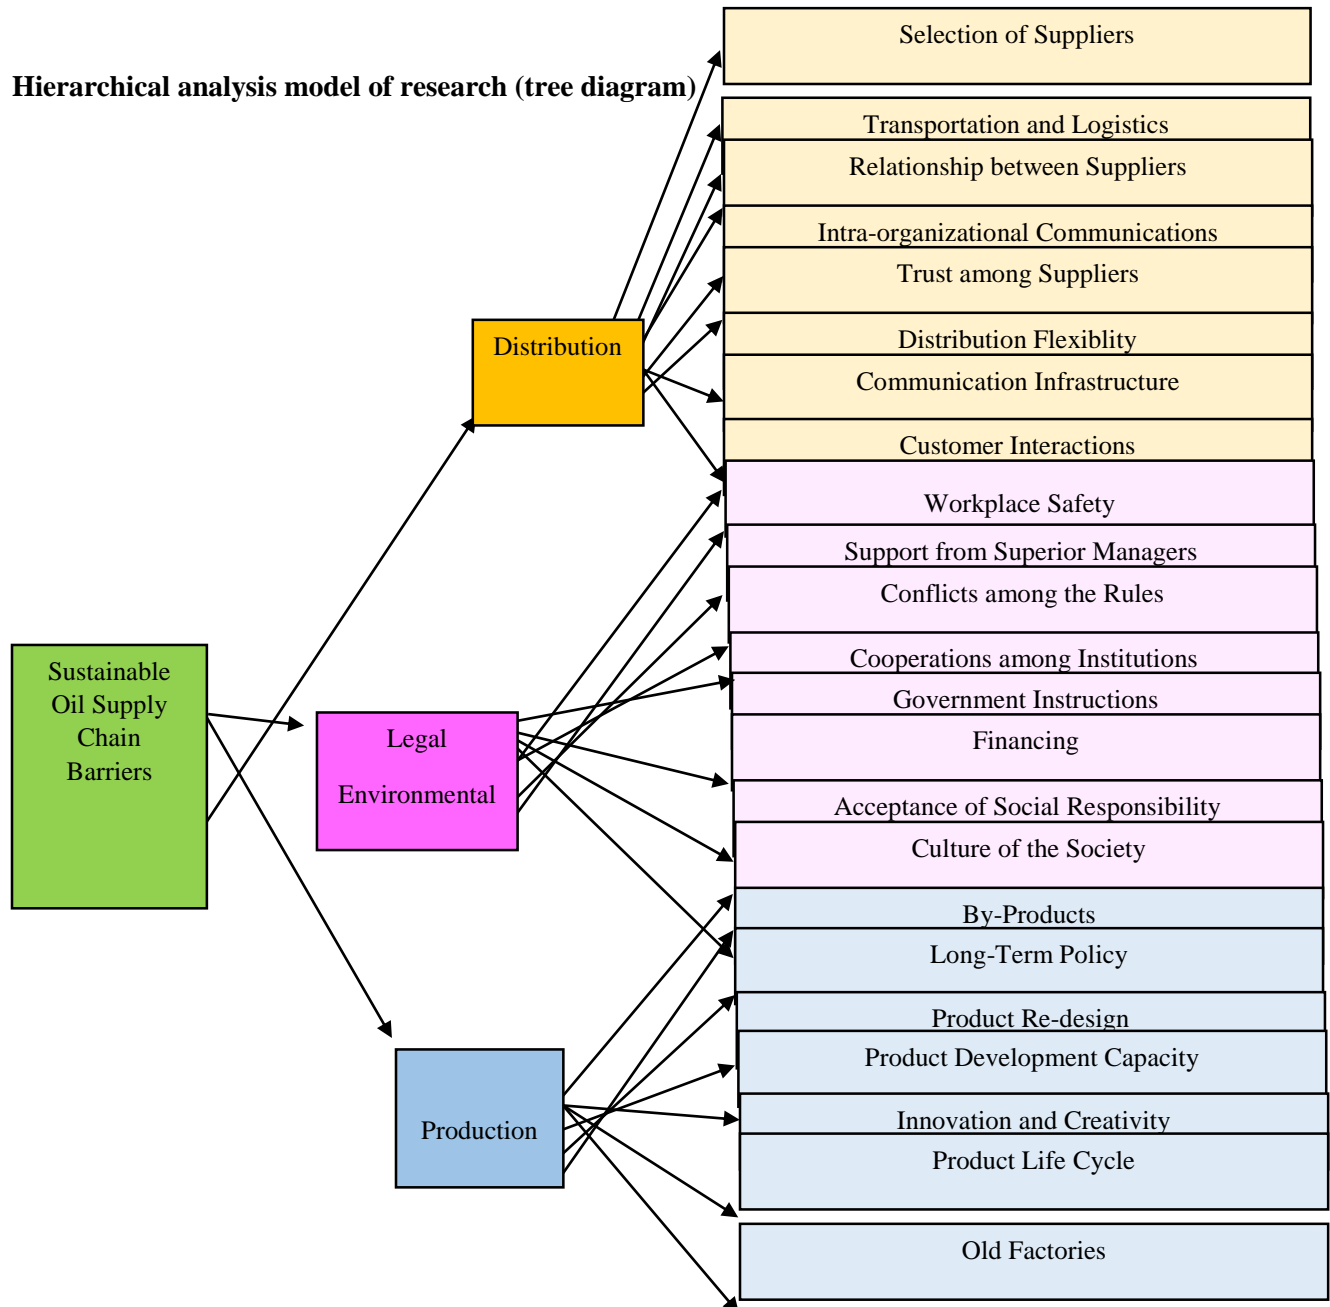 Hierarchical analysis model of research (tree diagram)
Sustainable
Oil Supply
Chain
Barriers
Distribution
Legal
Environmental
Production
Selection of Suppliers
Transportation and Logistics
Relationship between Suppliers
Intra-organizational Communications
Trust among Suppliers
Distribution Flexiblity
Communication Infrastructure
Customer Interactions
Workplace Safety
Support from Superior Managers
Conflicts among the Rules
Cooperations among Institutions
Government Instructions
Financing
Acceptance of Social Responsibility
Culture of the Society
By-Products
Long-Term Policy
Product Re-design
Product Development Capacity
Innovation and Creativity
Product Life Cycle
Old Factories